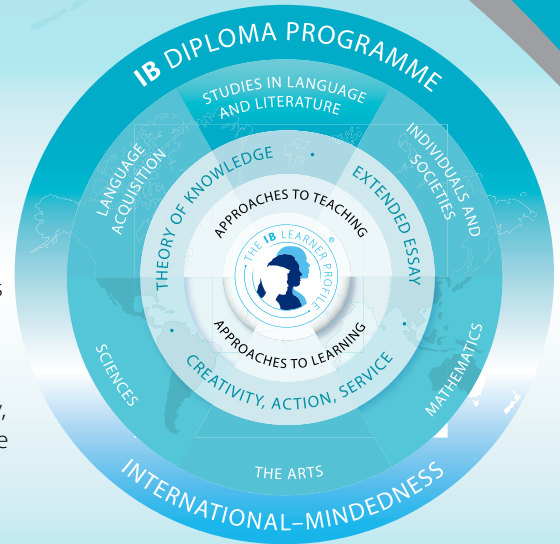 IB DIPLOMA PROGRAMME
STUDIES IN LANGUAGE
AND LITERATURE
LANGUAGE
ACQUISITION
INDIVIDUALS AND
SOCIETIES
THEORY OF KNOWLEDGE
EXTENDED ESSAY
APPROACHES TO TEACHING
THE IB LEARNER PROFILE
®
APPROACHES TO LEARNING
CREATIVITY, ACTION, SERVICE
SCIENCES
MATHEMATICS
THE ARTS
INTERNATIONAL–MINDEDNESS